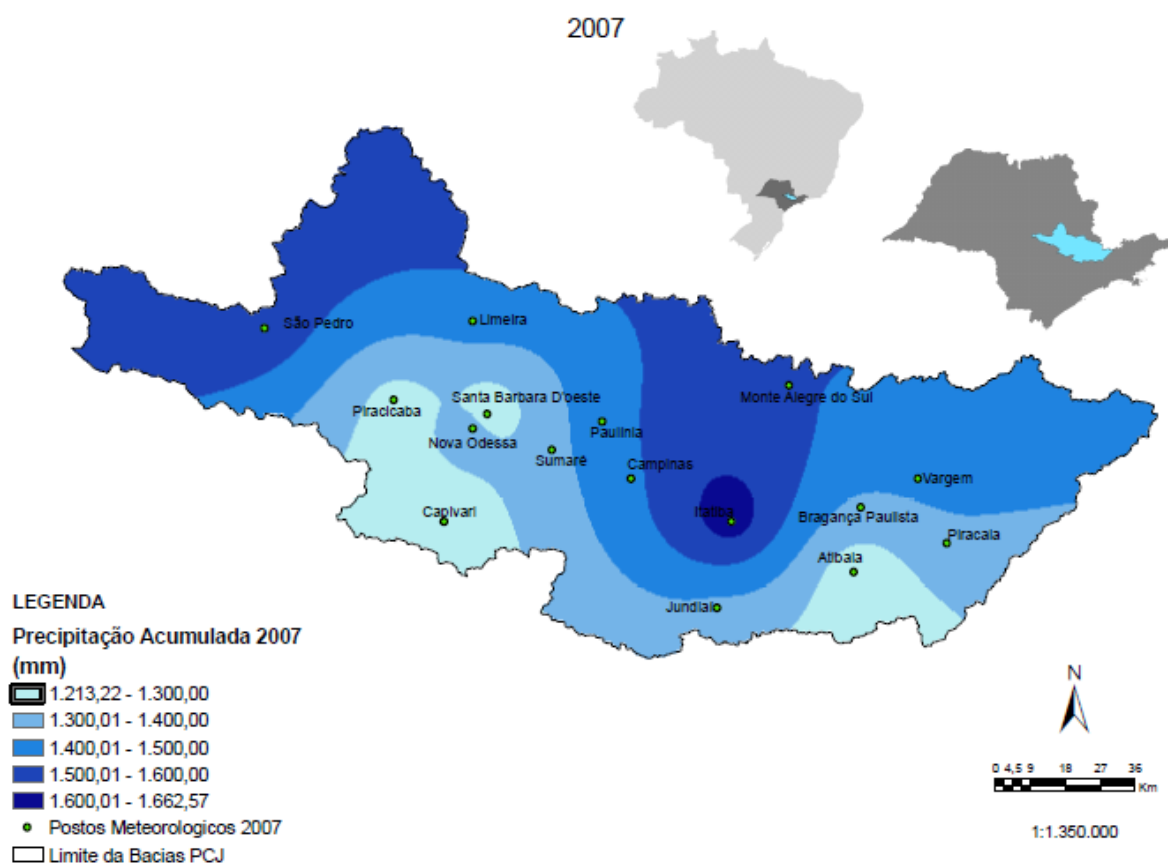 2007
São Pedro
Limeira
Monte Alegre do Sul
Piracicaba
Santa Barbara D'oeste
Nova Odessa
Paulinia
Sumaré
Campinas
Vargem
Capivari
Itatiba
Bragança Paulista
Piracaia
Atibaia
Jundiai
LEGENDA
Precipitação Acumulada 2007
(mm)
1.213,22 - 1.300,00
1.300,01 - 1.400,00
1.400,01 - 1.500,00
1.500,01 - 1.600,00
1.600,01 - 1.662,57
Postos Meteorologicos 2007
Limite da Bacias PCJ
N
0 4,5 9 18 27 36
Km
1:1.350.000